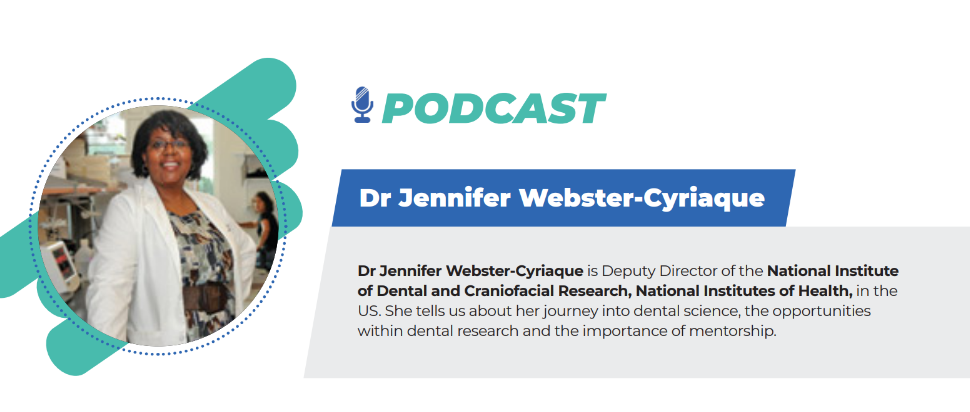 PODCAST
Dr Jennifer Webster-Cyriaque
Dr Jennifer Webster-Cyriaque is Deputy Director of the National Institute
of Dental and Craniofacial Research, National Institutes of Health, in the
US. She tells us about her journey into dental science, the opportunities
within dental research and the importance of mentorship.